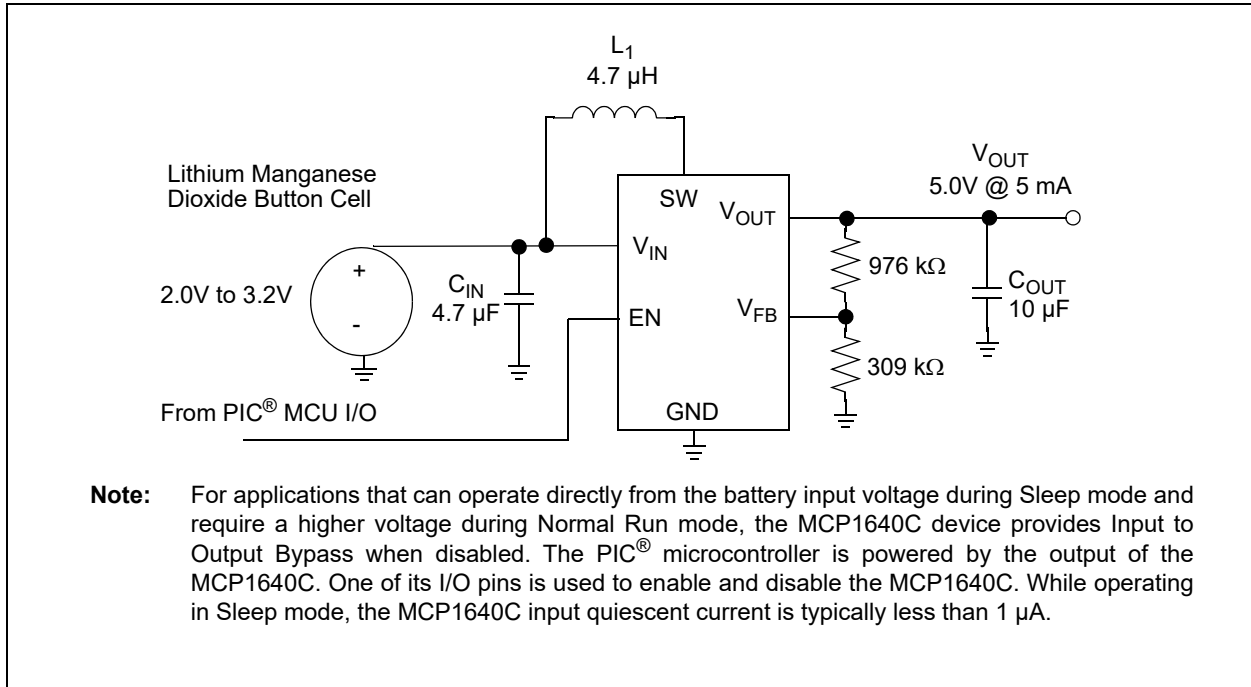 L1
4.7 µH
Lithium Manganese
Dioxide Button Cell
VOUT
5.0V @ 5 mA
SW
VOUT
VIN
+
976 kΩ
2.0V to 3.2V
CIN
4.7 µF
COUT
10 µF
-
EN
VFB
309 kΩ
From PIC® MCU I/O
GND
Note: For applications that can operate directly from the battery input voltage during Sleep mode and
require a higher voltage during Normal Run mode, the MCP1640C device provides Input to
Output Bypass when disabled. The PIC® microcontroller is powered by the output of the
MCP1640C. One of its I/O pins is used to enable and disable the MCP1640C. While operating
in Sleep mode, the MCP1640C input quiescent current is typically less than 1 µA.